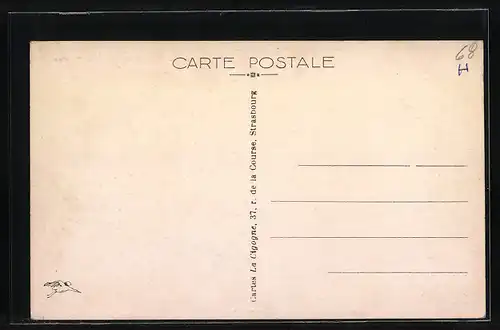 CARTE POSTALE
68
H
Cartes La Cigogne, 37, r. de la Course, Strasbourg